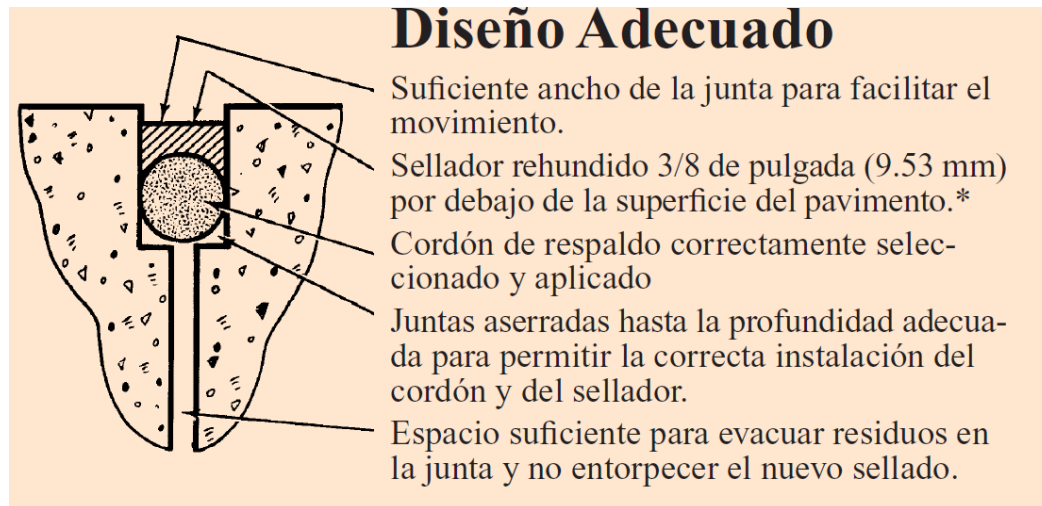 Diseño Adecuado
Suficiente ancho de la junta para facilitar el
movimiento.
Sellador rehundido 3/8 de pulgada (9.53 mm)
por debajo de la superficie del pavimento.*
Cordón de respaldo correctamente selec-
cionado y aplicado
Juntas aserradas hasta la profundidad adecua-
da para permitir la correcta instalación del
cordón y del sellador.
Espacio suficiente para evacuar residuos en
la junta y no entorpecer el nuevo sellado.